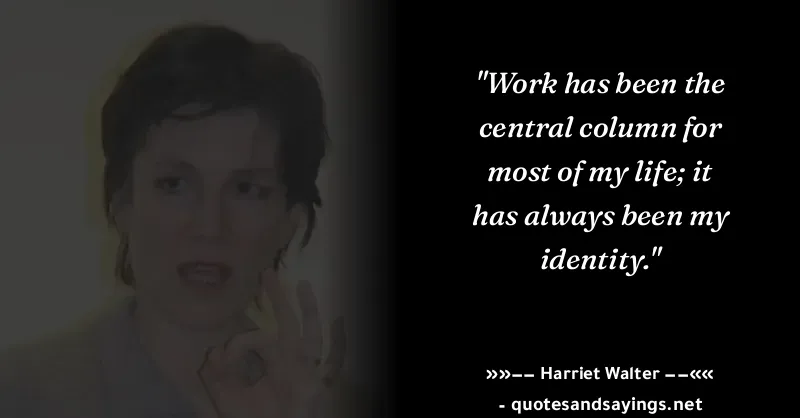 "Work has been the
central column for
most of my life; it
has always been my
identity."
»»–– Harriet Walter ––««
- quotesandsayings.net